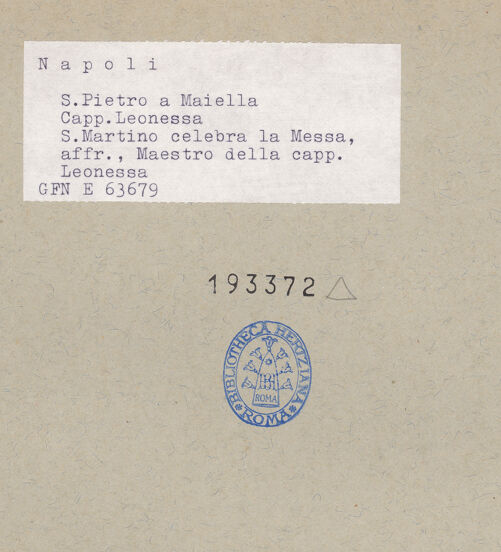 N a p o l i
S.Pietro a Maiella
Capp.Leonessa
S.Martino celebra la Messa,
affr., Maestro della capp.
Leonessa
GFN E 63679
193372
BIBLIOTHECA HERTZIANA
ROMA
ROMA